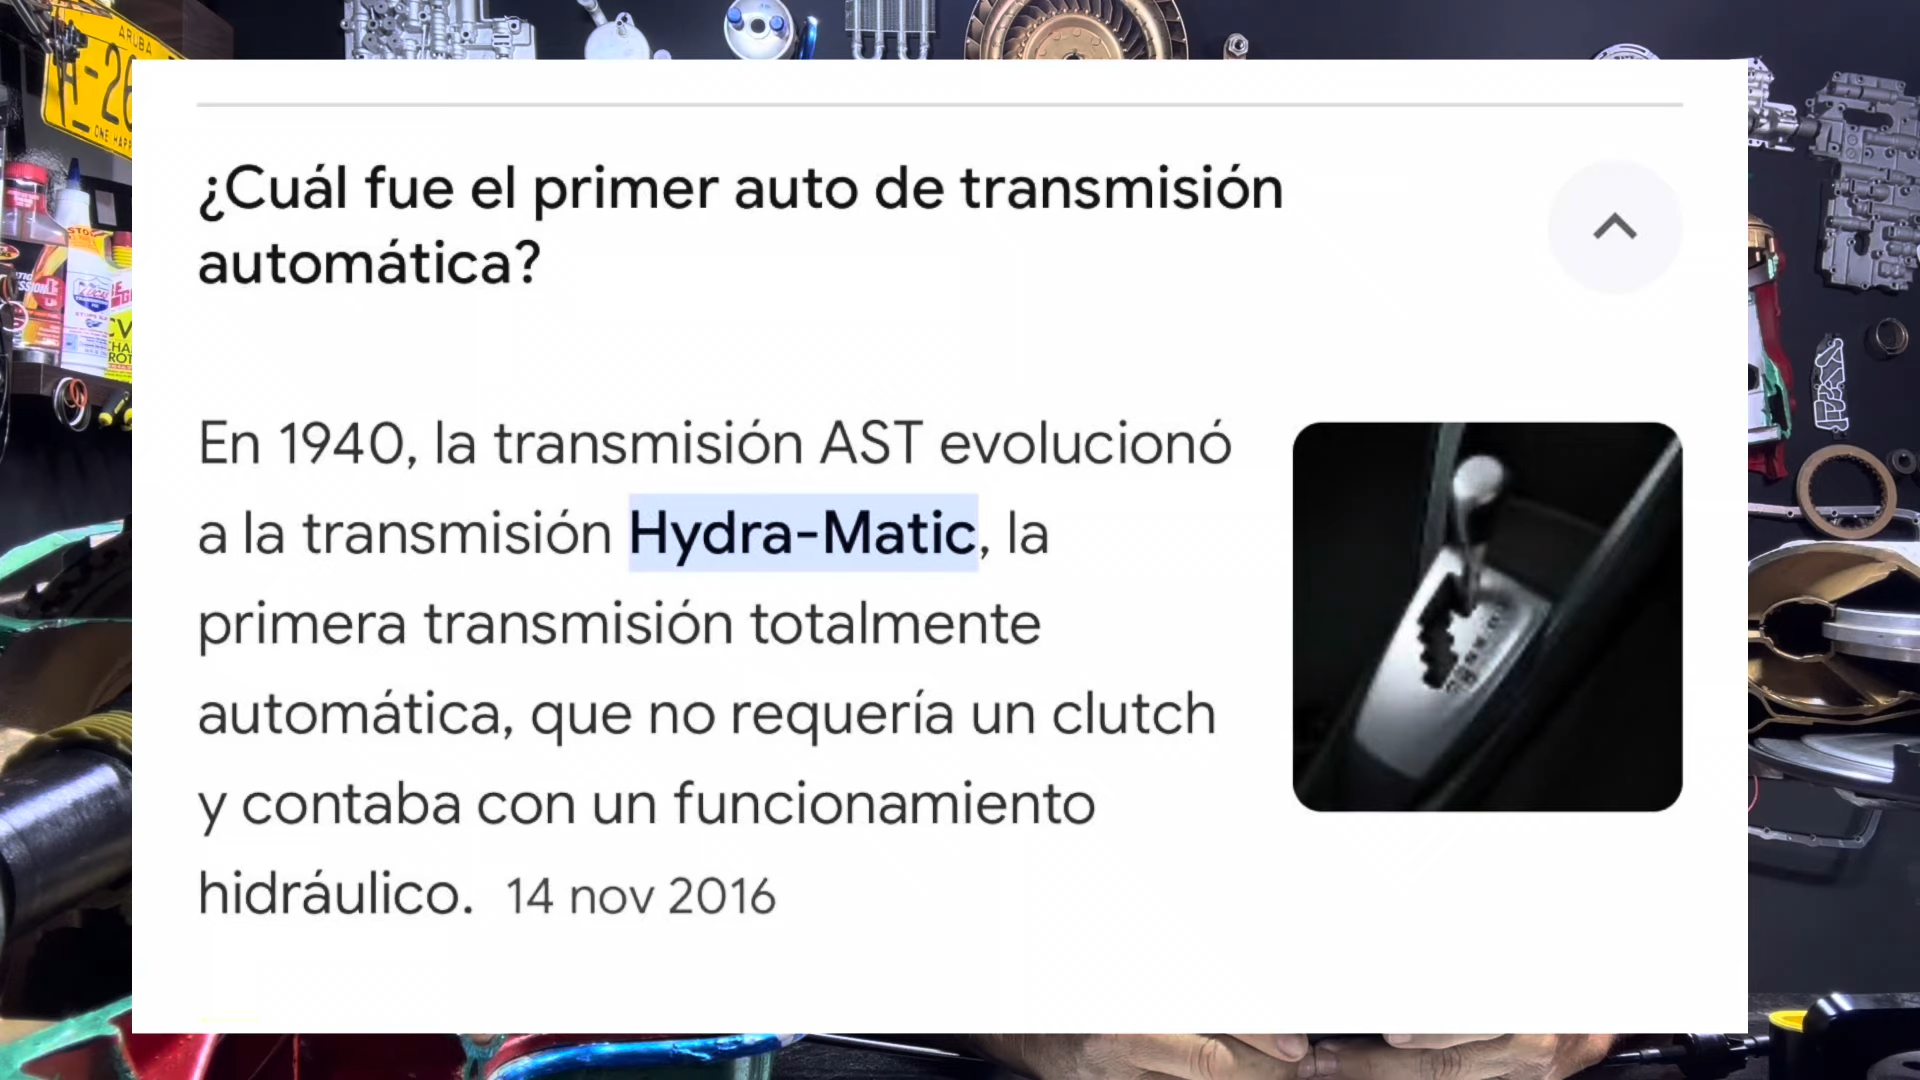 ARUBA
¿Cuál fue el primer auto de transmisión
automática?
En 1940, la transmisión AST evolucionó
a la transmisión Hydra-Matic, la
primera transmisión totalmente
automática, que no requería un clutch
y contaba con un funcionamiento
hidráulico. 14 nov 2016